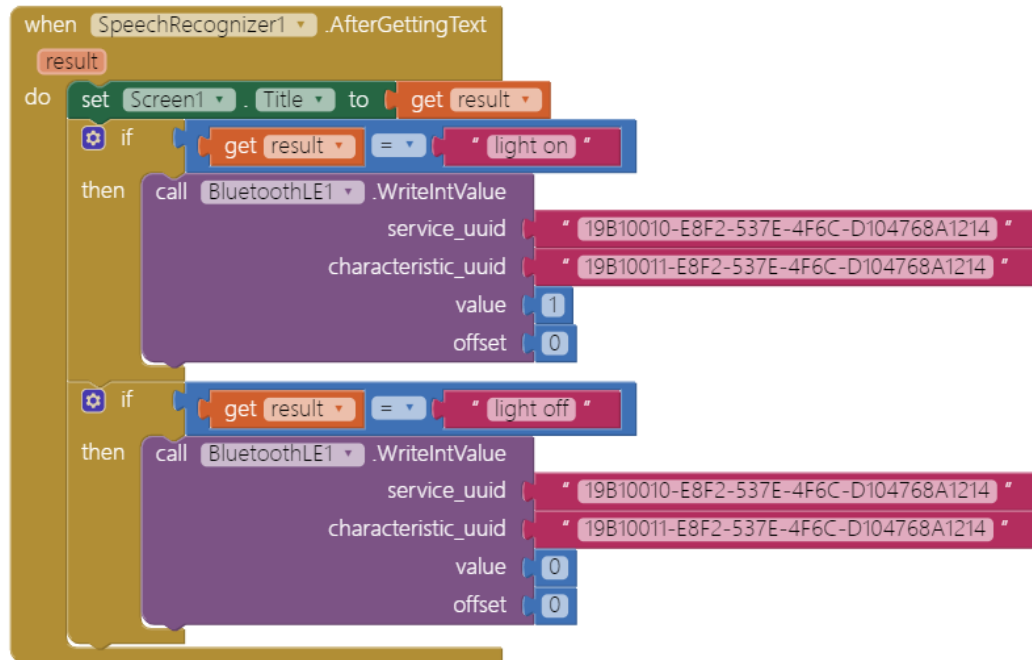 when SpeechRecognizer1 .AfterGettingText
result
do set Screen1 . Title to get result
if get result = " light on "
then call BluetoothLE1 .WriteIntValue
service_uuid " 19B10010-E8F2-537E-4F6C-D104768A1214 "
characteristic_uuid " 19B10011-E8F2-537E-4F6C-D104768A1214 "
value 1
offset 0
if get result = " light off "
then call BluetoothLE1 .WriteIntValue
service_uuid " 19B10010-E8F2-537E-4F6C-D104768A1214 "
characteristic_uuid " 19B10011-E8F2-537E-4F6C-D104768A1214 "
value 0
offset 0